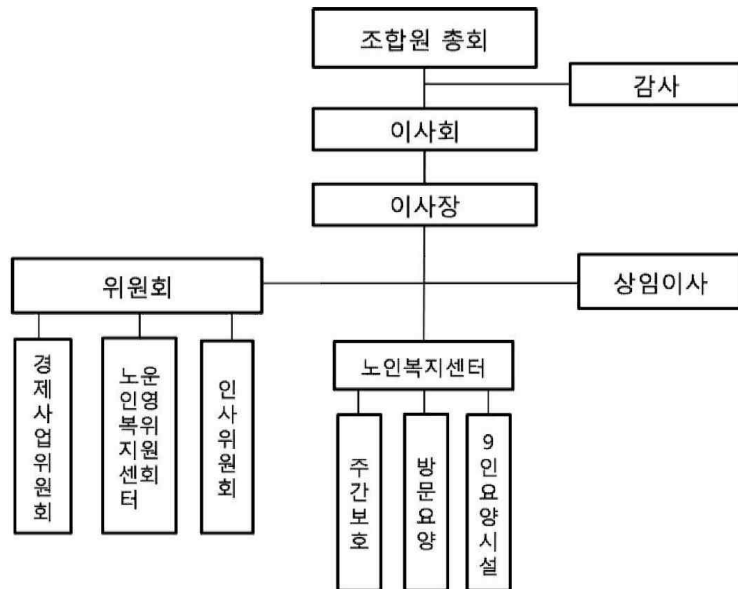 조합원 총회
감사
이사회
이사장
위원회
상임이사
경제사업위원회
노인복지센터
운영위원회
인사위원회
노인복지센터
주간보호
방문요양
9인요양시설